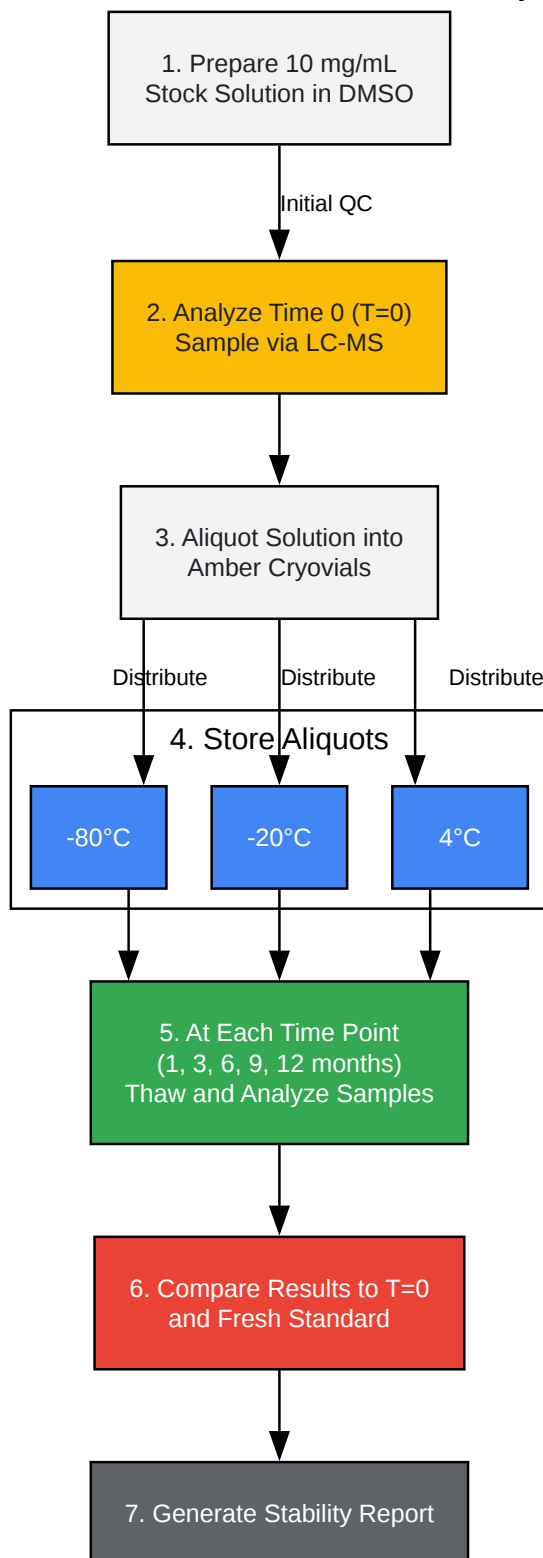 1. Prepare 10 mg/mL
Stock Solution in DMSO
Initial QC
2. Analyze Time 0 (T=0)
Sample via LC-MS
3. Aliquot Solution into
Amber Cryovials
Distribute
Distribute
Distribute
4. Store Aliquots
-80°C
-20°C
4°C
5. At Each Time Point
(1, 3, 6, 9, 12 months)
Thaw and Analyze Samples
6. Compare Results to T=0
and Fresh Standard
7. Generate Stability Report